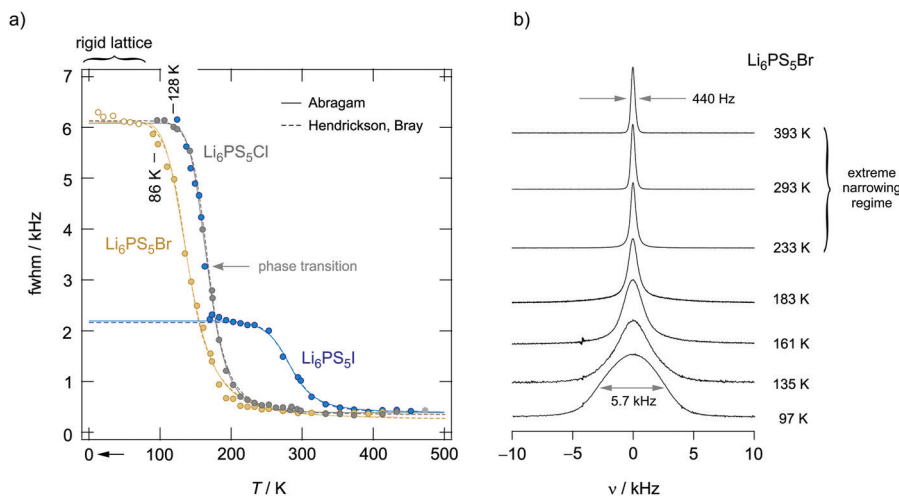 a)
rigid lattice
7
6
5
4
3
2
1
0
fwhm / kHz
128 K
86 K
Abragam
Hendrickson, Bray
Li6PS5Cl
Li6PS5Br
phase transition
Li6PS5I
0
100
200
300
400
500
T / K
b)
Li6PS5Br
440 Hz
393 K
293 K
233 K
183 K
161 K
135 K
97 K
extreme
narrowing
regime
5.7 kHz
−10
−5
0
5
10
ν / kHz